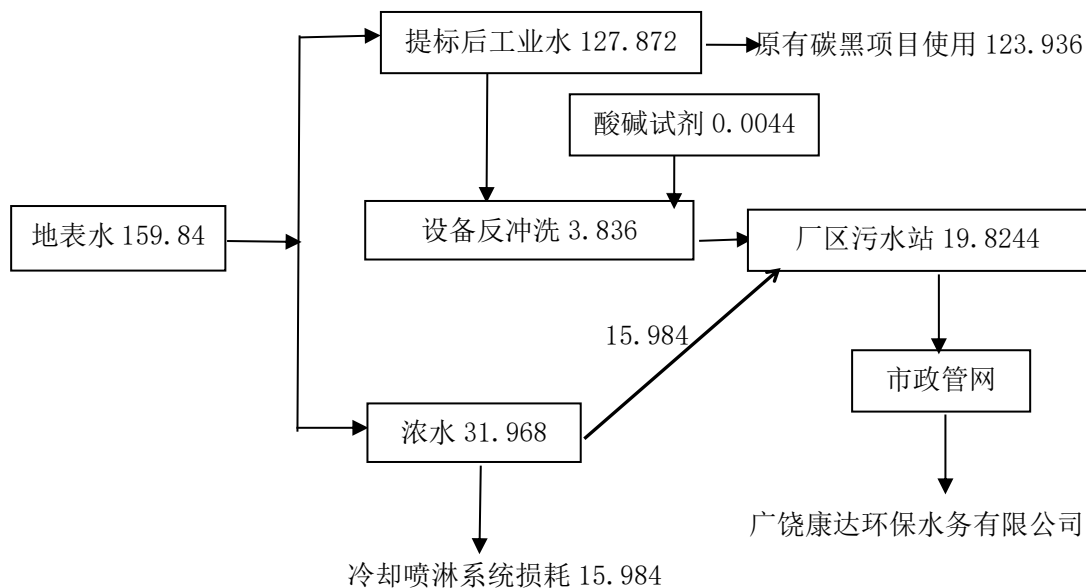 提标后工业水 127.872
原有碳黑项目使用 123.936
酸碱试剂 0.0044
地表水 159.84
设备反冲洗 3.836
厂区污水站 19.8244
15.984
市政管网
浓水 31.968
广饶康达环保水务有限公司
冷却喷淋系统损耗 15.984